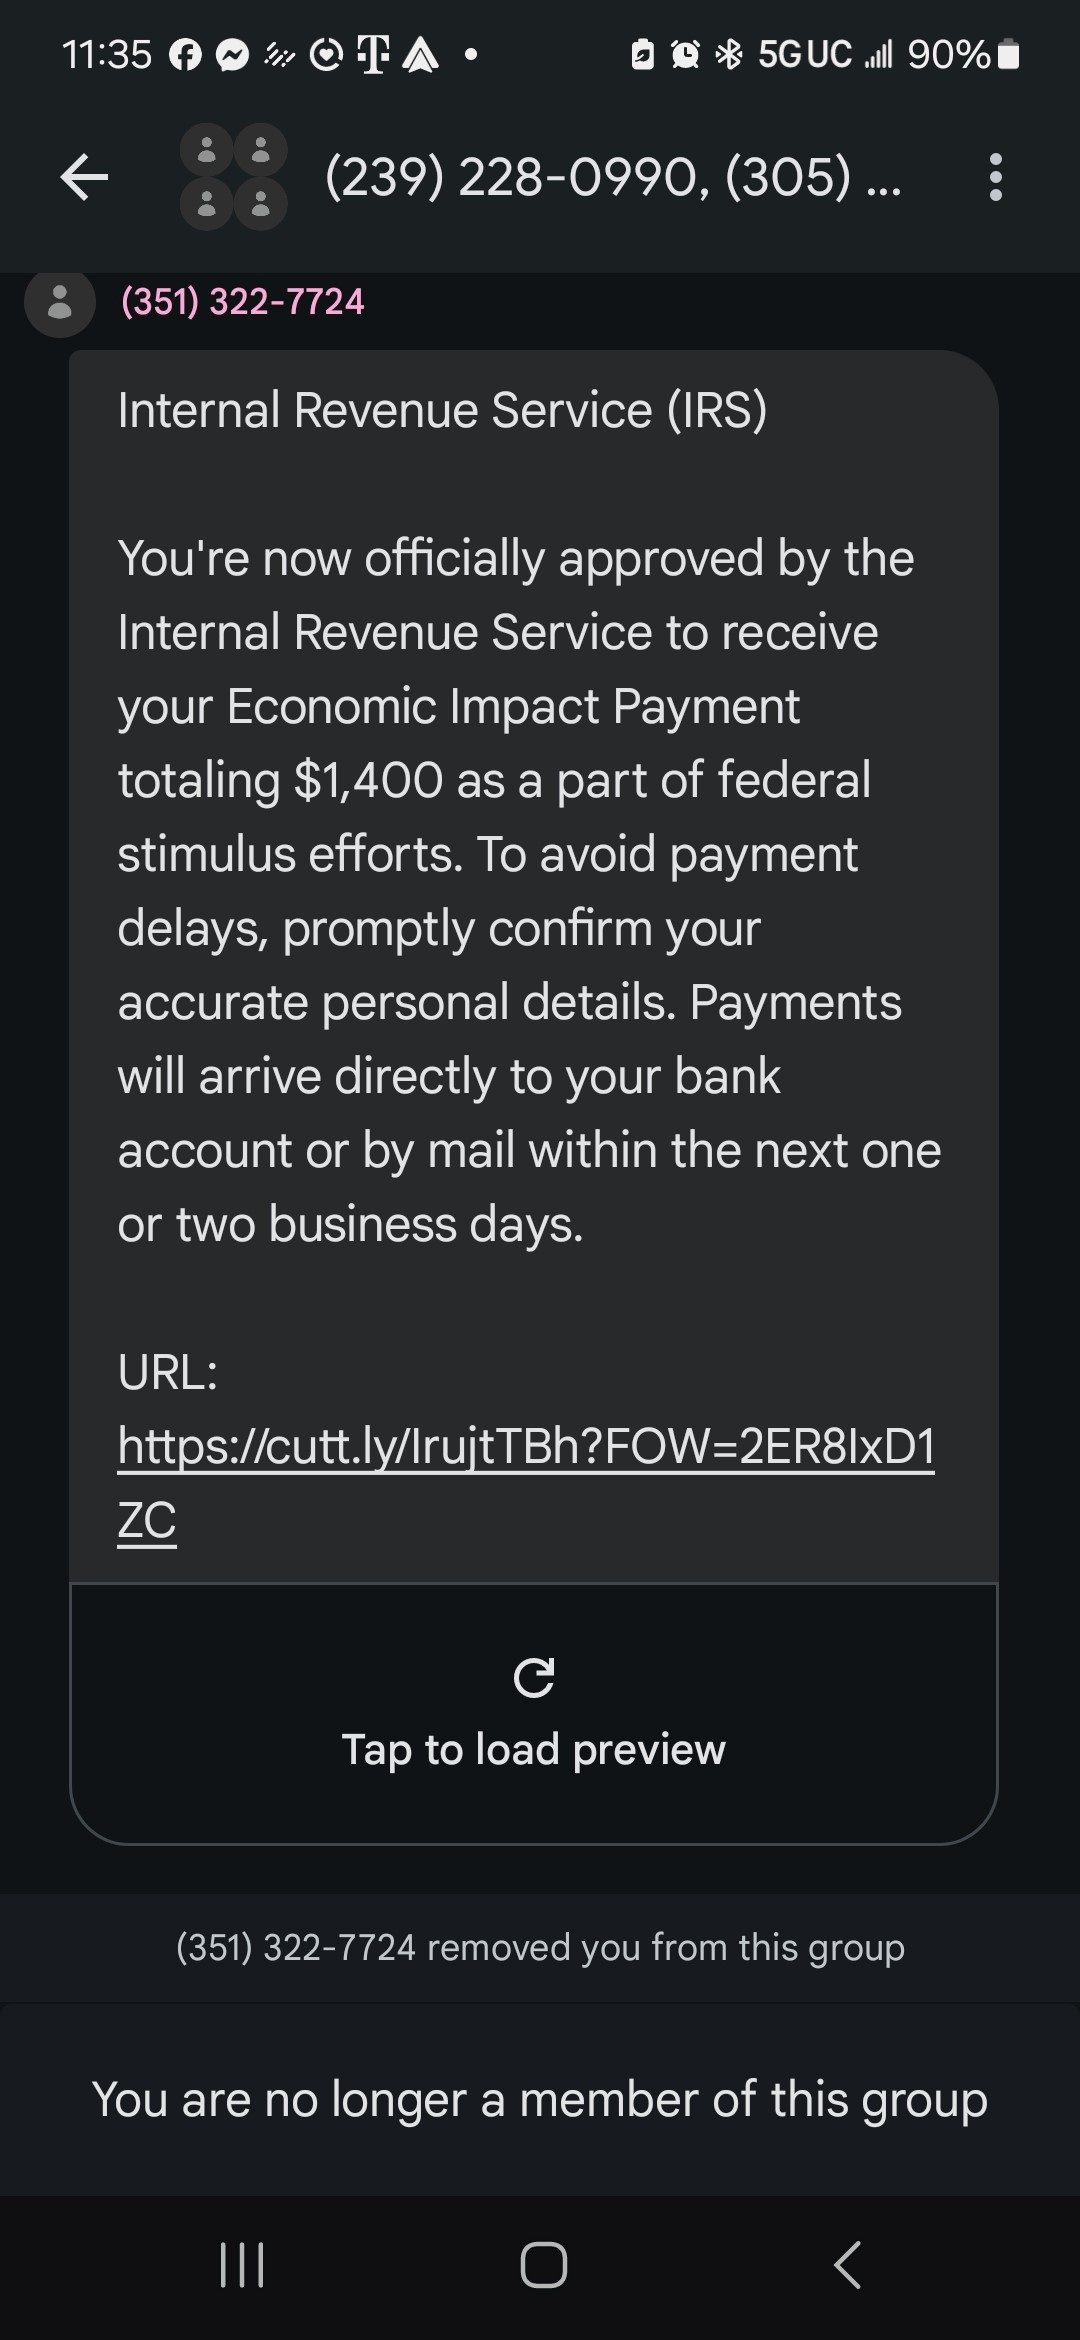 11:35
5G UC 90%
(239) 228-0990, (305) ...
(351) 322-7724
Internal Revenue Service (IRS)
You're now officially approved by the
Internal Revenue Service to receive
your Economic Impact Payment
totaling $1,400 as a part of federal
stimulus efforts. To avoid payment
delays, promptly confirm your
accurate personal details. Payments
will arrive directly to your bank
account or by mail within the next one
or two business days.
URL:
https://cutt.ly/IrujtTBh?FOW=2ER8IxD1
ZC
Tap to load preview
(351) 322-7724 removed you from this group
You are no longer a member of this group